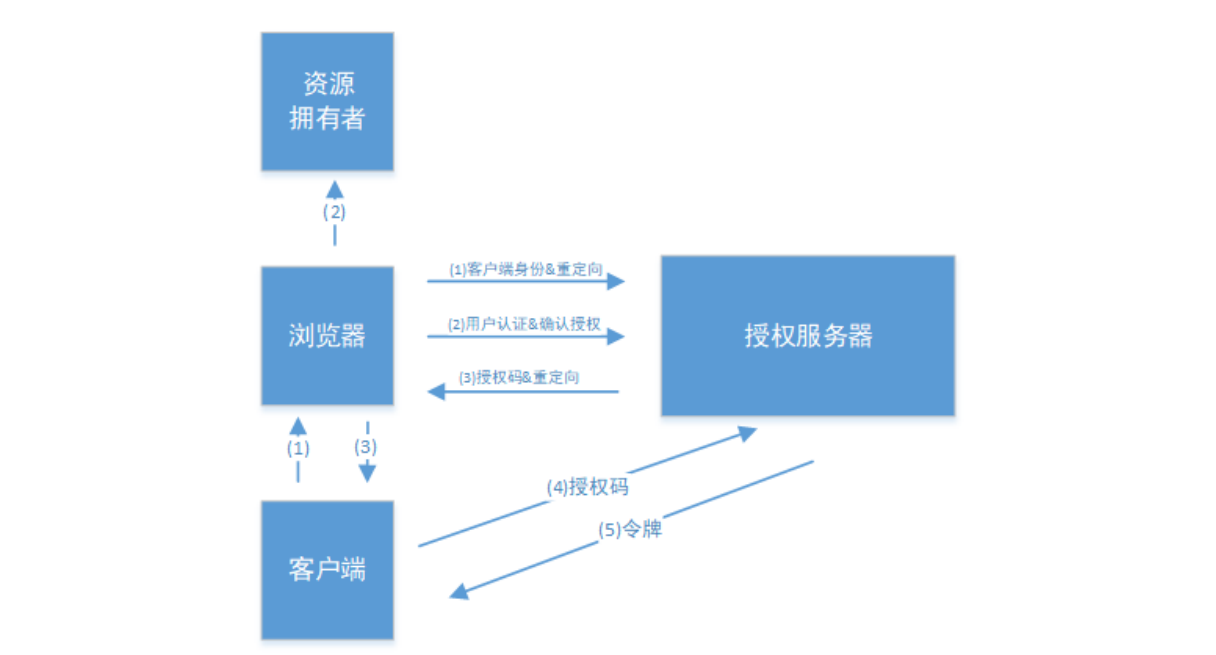 资源
拥有者
(2)
(1)客户端身份&重定向
浏览器
(2)用户认证&确认授权
授权服务器
(3)授权码&重定向
(1)
(3)
(4)授权码
(5)令牌
客户端